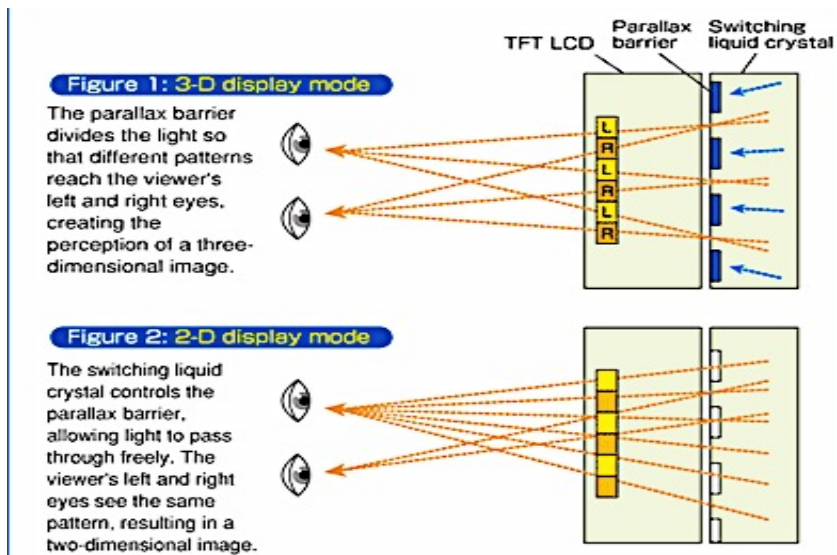 TFT LCD
Parallax
barrier
Switching
liquid crystal
Figure 1: 3-D display mode
The parallax barrier
divides the light so
that different patterns
reach the viewer's
left and right eyes,
creating the
perception of a three-
dimensional image.
L
R
L
R
L
R
Figure 2: 2-D display mode
The switching liquid
crystal controls the
parallax barrier,
allowing light to pass
through freely. The
viewer's left and right
eyes see the same
pattern, resulting in a
two-dimensional image.